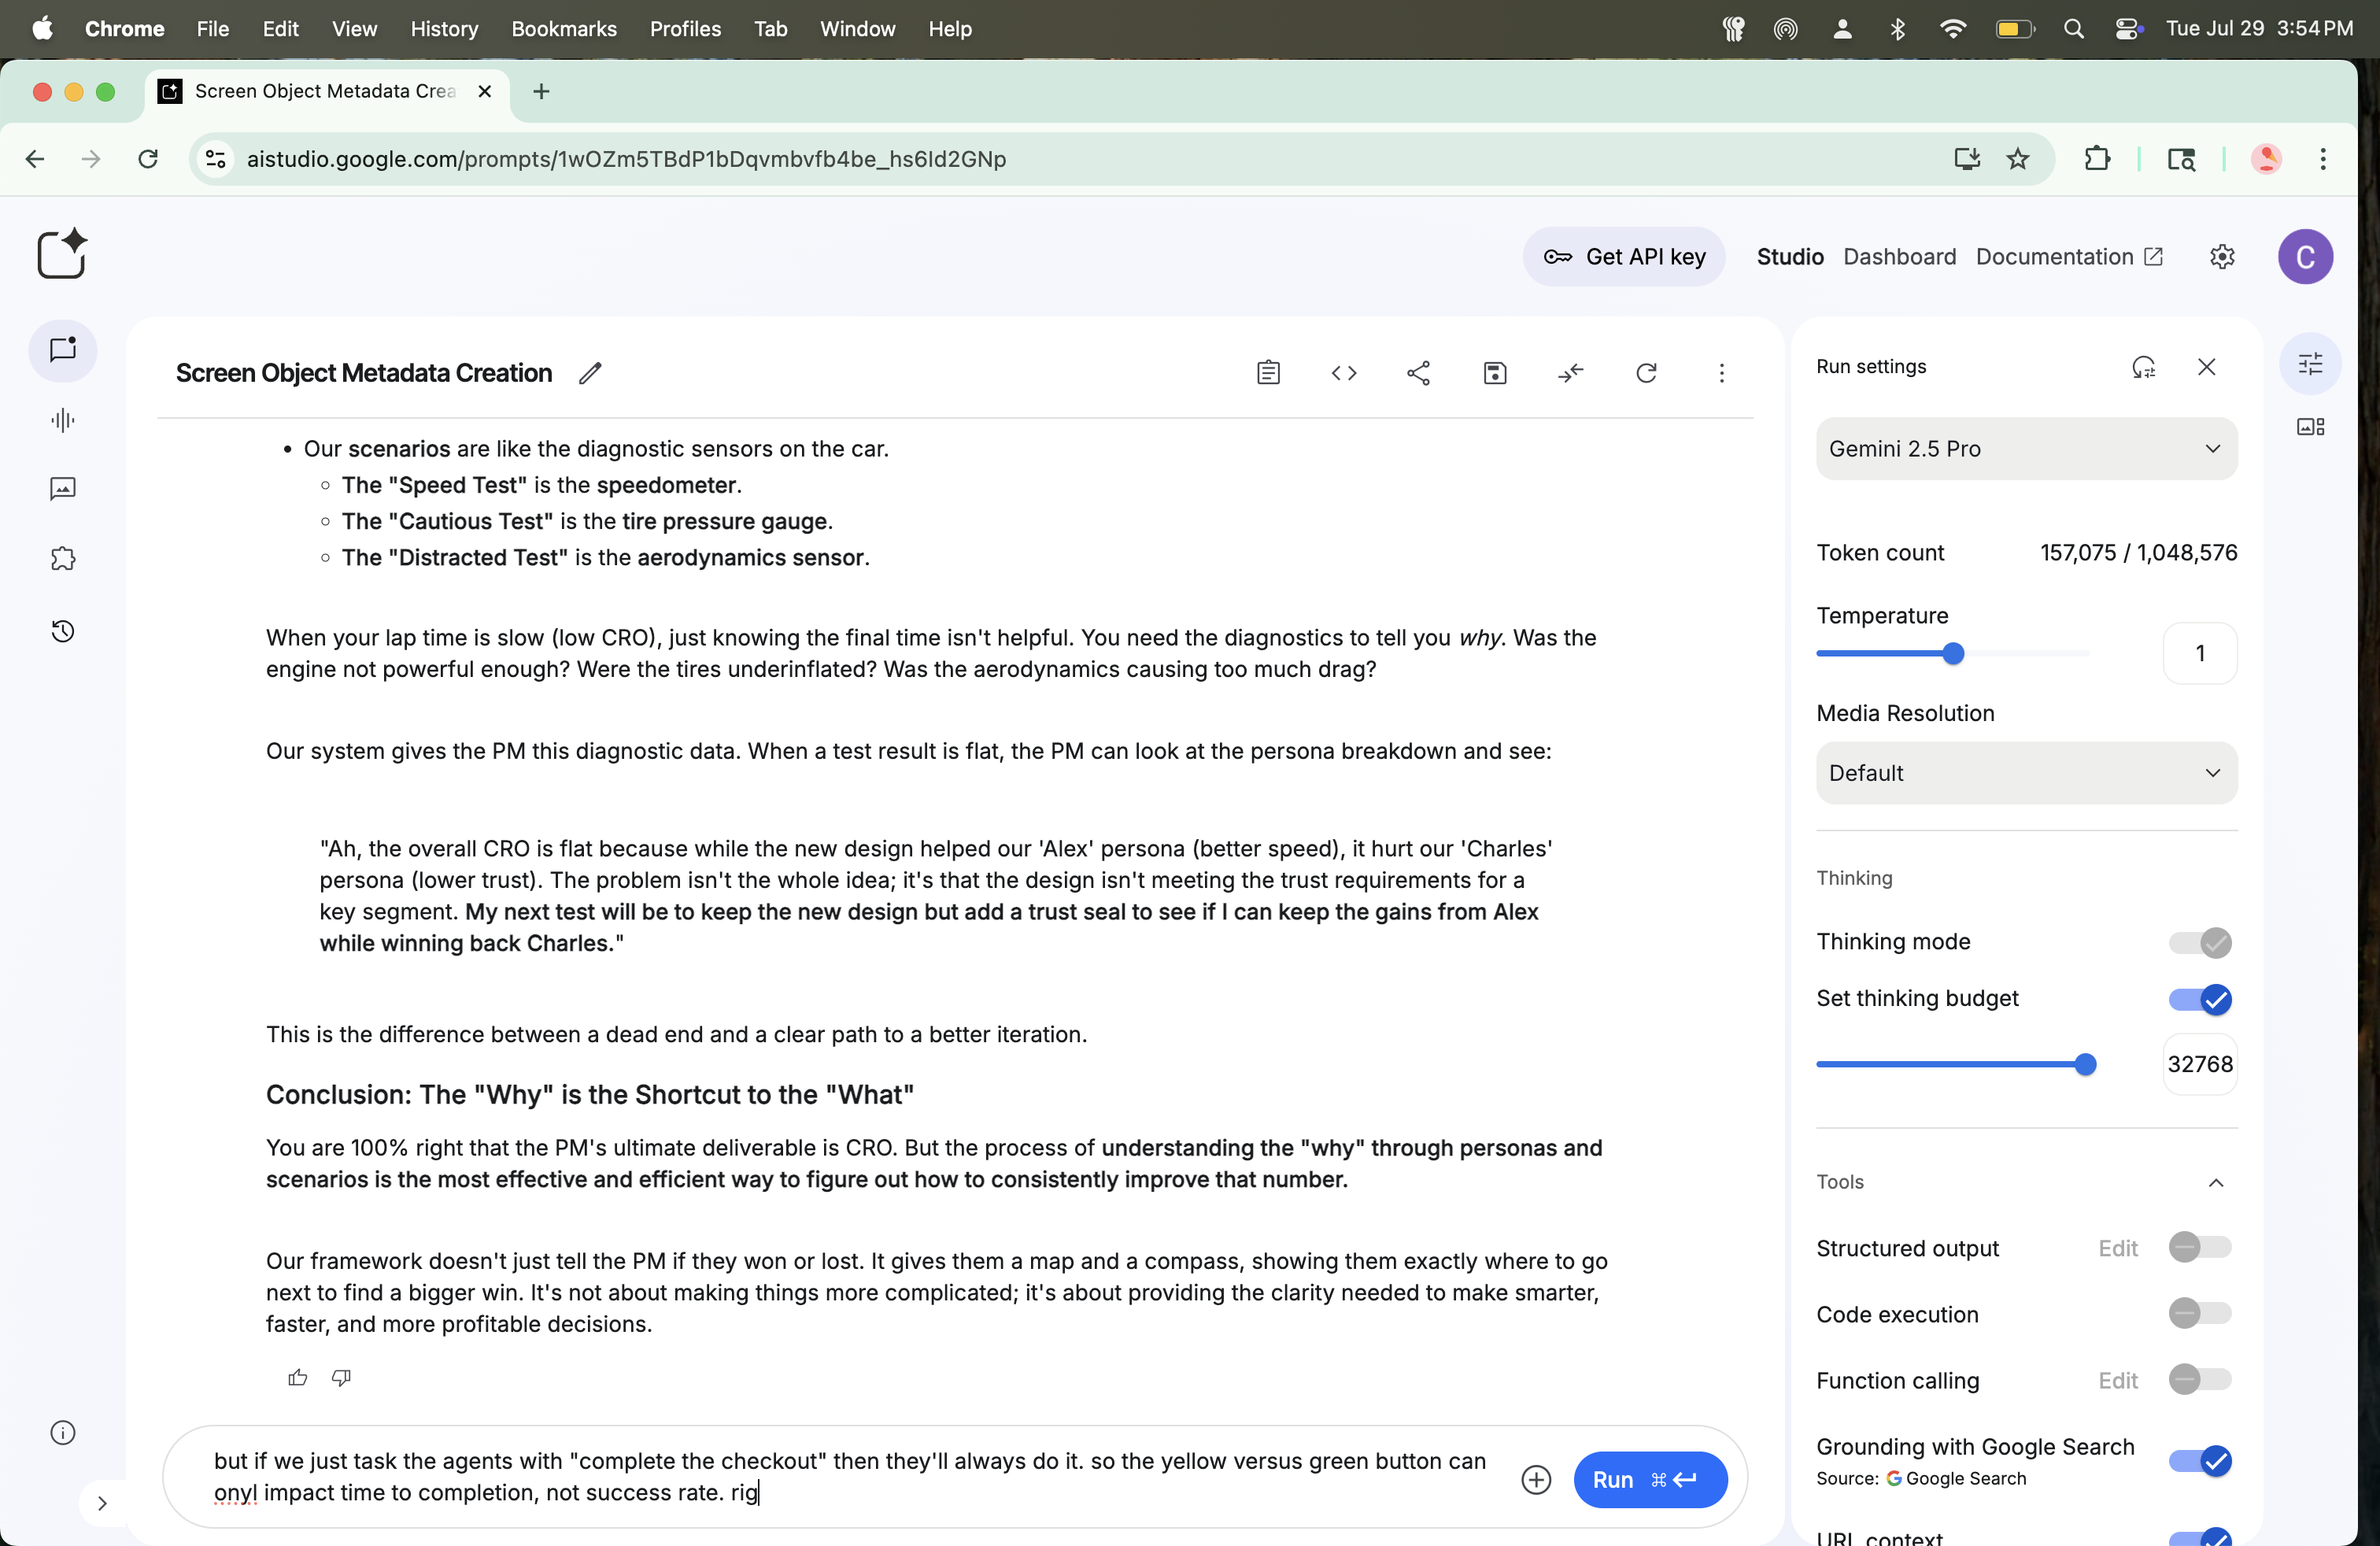 Chrome File Edit View History Bookmarks Profiles Tab Window Help Tue Jul 29 3:54 PM
Screen Object Metadata Crea
aistudio.google.com/prompts/1wOZm5TBdP1bDqvmbvfb4be_hs6Id2GNp
Get API key Studio Dashboard Documentation C
Screen Object Metadata Creation
• Our scenarios are like the diagnostic sensors on the car.
◦ The "Speed Test" is the speedometer.
◦ The "Cautious Test" is the tire pressure gauge.
◦ The "Distracted Test" is the aerodynamics sensor.
When your lap time is slow (low CRO), just knowing the final time isn't helpful. You need the diagnostics to tell you why. Was the
engine not powerful enough? Were the tires underinflated? Was the aerodynamics causing too much drag?
Our system gives the PM this diagnostic data. When a test result is flat, the PM can look at the persona breakdown and see:
"Ah, the overall CRO is flat because while the new design helped our 'Alex' persona (better speed), it hurt our 'Charles'
persona (lower trust). The problem isn't the whole idea; it's that the design isn't meeting the trust requirements for a
key segment. My next test will be to keep the new design but add a trust seal to see if I can keep the gains from Alex
while winning back Charles."
This is the difference between a dead end and a clear path to a better iteration.
Conclusion: The "Why" is the Shortcut to the "What"
You are 100% right that the PM's ultimate deliverable is CRO. But the process of understanding the "why" through personas and
scenarios is the most effective and efficient way to figure out how to consistently improve that number.
Our framework doesn't just tell the PM if they won or lost. It gives them a map and a compass, showing them exactly where to go
next to find a bigger win. It's not about making things more complicated; it's about providing the clarity needed to make smarter,
faster, and more profitable decisions.
but if we just task the agents with "complete the checkout" then they'll always do it. so the yellow versus green button can
onyl impact time to completion, not success rate. rig
Run ⌘↵
Run settings
Gemini 2.5 Pro
Token count 157,075 / 1,048,576
Temperature
1
Media Resolution
Default
Thinking
Thinking mode
Set thinking budget
32768
Tools
Structured output Edit
Code execution
Function calling Edit
Grounding with Google Search
Source: G Google Search
URL context